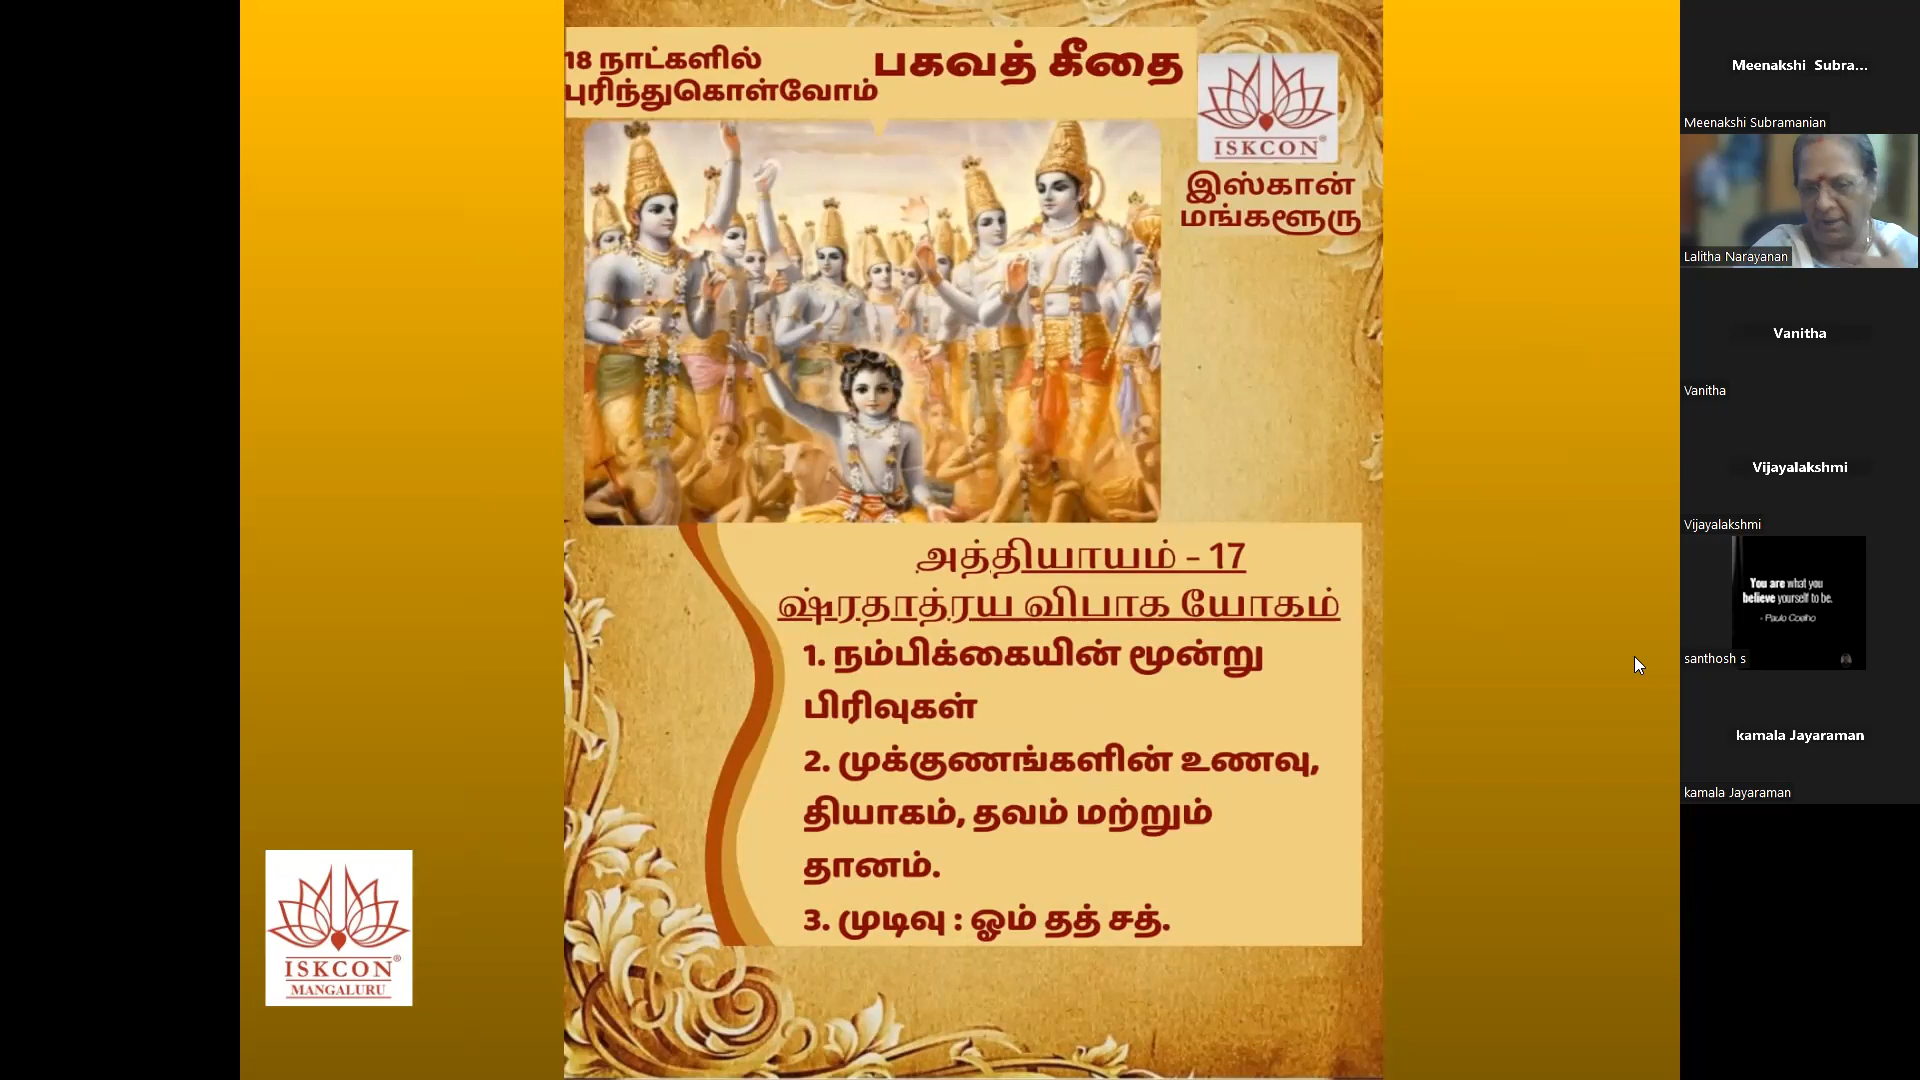 18 நாட்களில்
புரிந்துகொள்வோம்
பகவத் கீதை
ISKCON®
இஸ்கான்
மங்களூரு
அத்தியாயம் - 17
ஷ்ரதாத்ரய விபாக யோகம்
1. நம்பிக்கையின் மூன்று
பிரிவுகள்
2. முக்குணங்களின் உணவு,
தியாகம், தவம் மற்றும்
தானம்.
3. முடிவு : ஓம் தத் சத்.
ISKCON®
MANGALURU
Meenakshi Subra...
Meenakshi Subramanian
Lalitha Narayanan
Vanitha
Vanitha
Vijayalakshmi
Vijayalakshmi
You are what you
believe yourself to be.
- Paulo Coelho
santhosh s
kamala Jayaraman
kamala Jayaraman